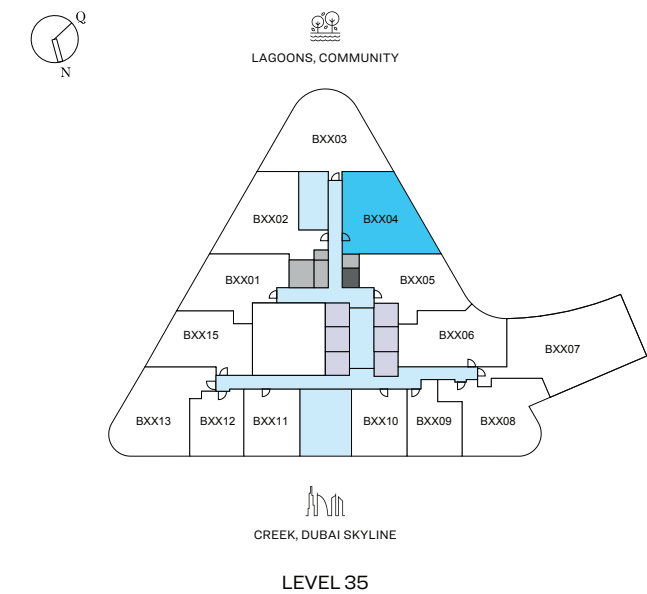 Q
N
LAGOONS, COMMUNITY
BXX03
BXX02
BXX04
BXX01
BXX05
BXX15
BXX06
BXX07
BXX13
BXX12
BXX11
BXX10
BXX09
BXX08
CREEK, DUBAI SKYLINE
LEVEL 35